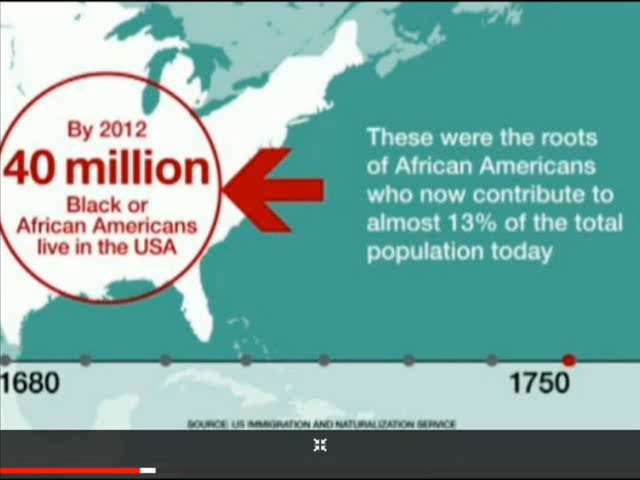 By 2012
40 million
Black or
African Americans
live in the USA
These were the roots
of African Americans
who now contribute to
almost 13% of the total
population today
1680
1750
SOURCE: US IMMIGRATION AND NATURALIZATION SERVICE